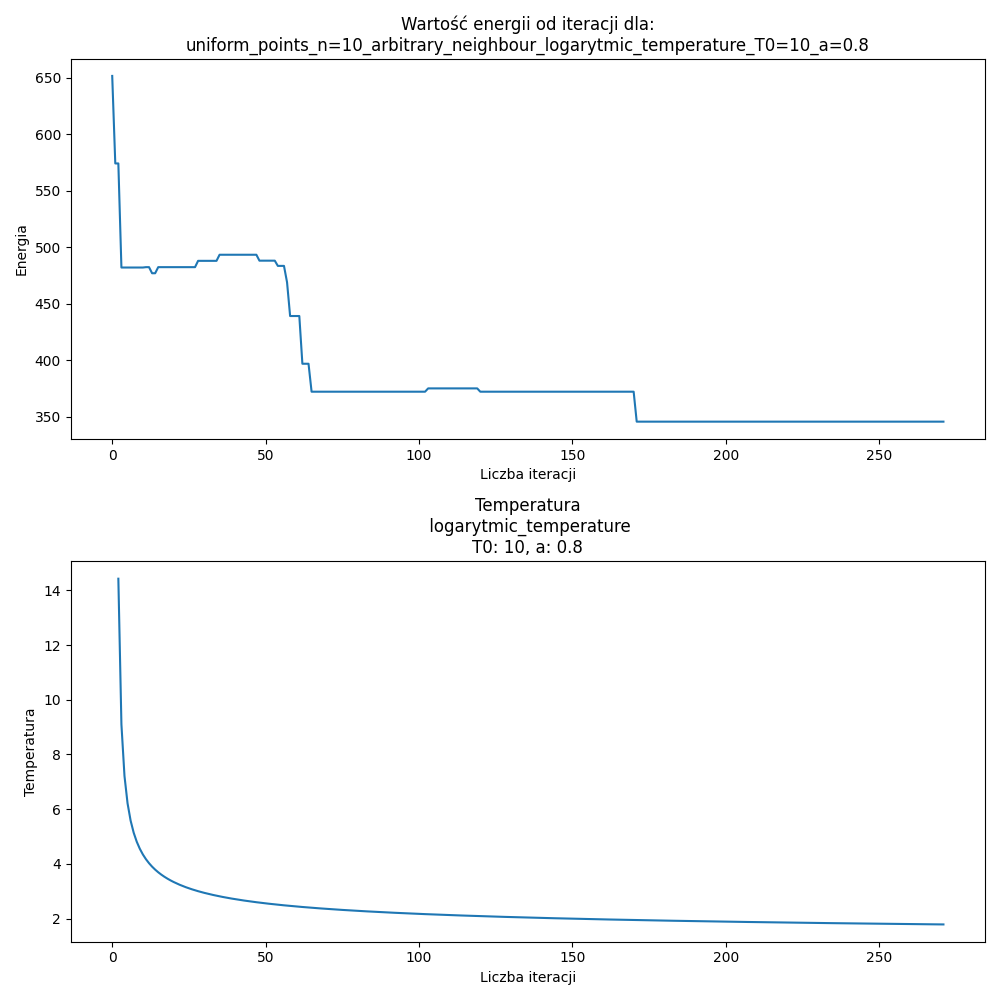 Wartość energii od iteracji dla:
uniform_points_n=10_arbitrary_neighbour_logarytmic_temperature_T0=10_a=0.8
650
600
550
500
450
400
350
Energia
0 50 100 150 200 250
Liczba iteracji
Temperatura
logarytmic_temperature
T0: 10, a: 0.8
14
12
10
8
6
4
2
Temperatura
0 50 100 150 200 250
Liczba iteracji